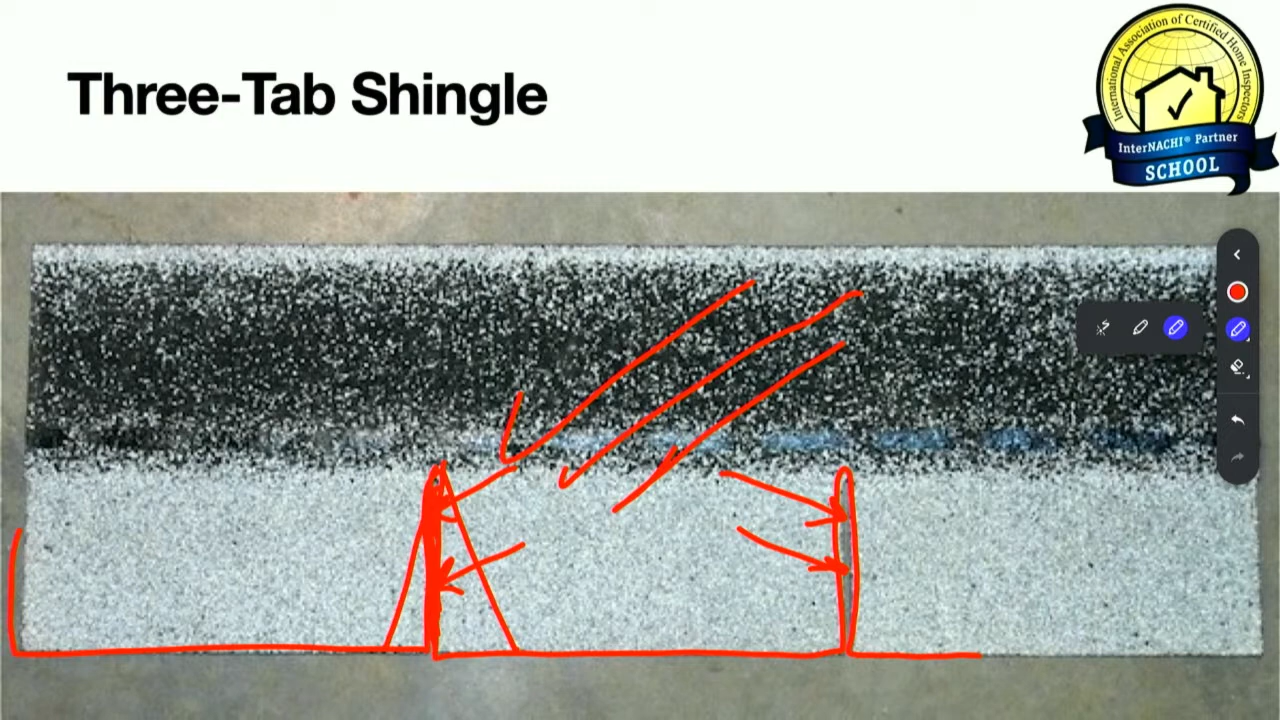 Three-Tab Shingle
International Association of Certified Home Inspectors
InterNACHI® Partner
SCHOOL